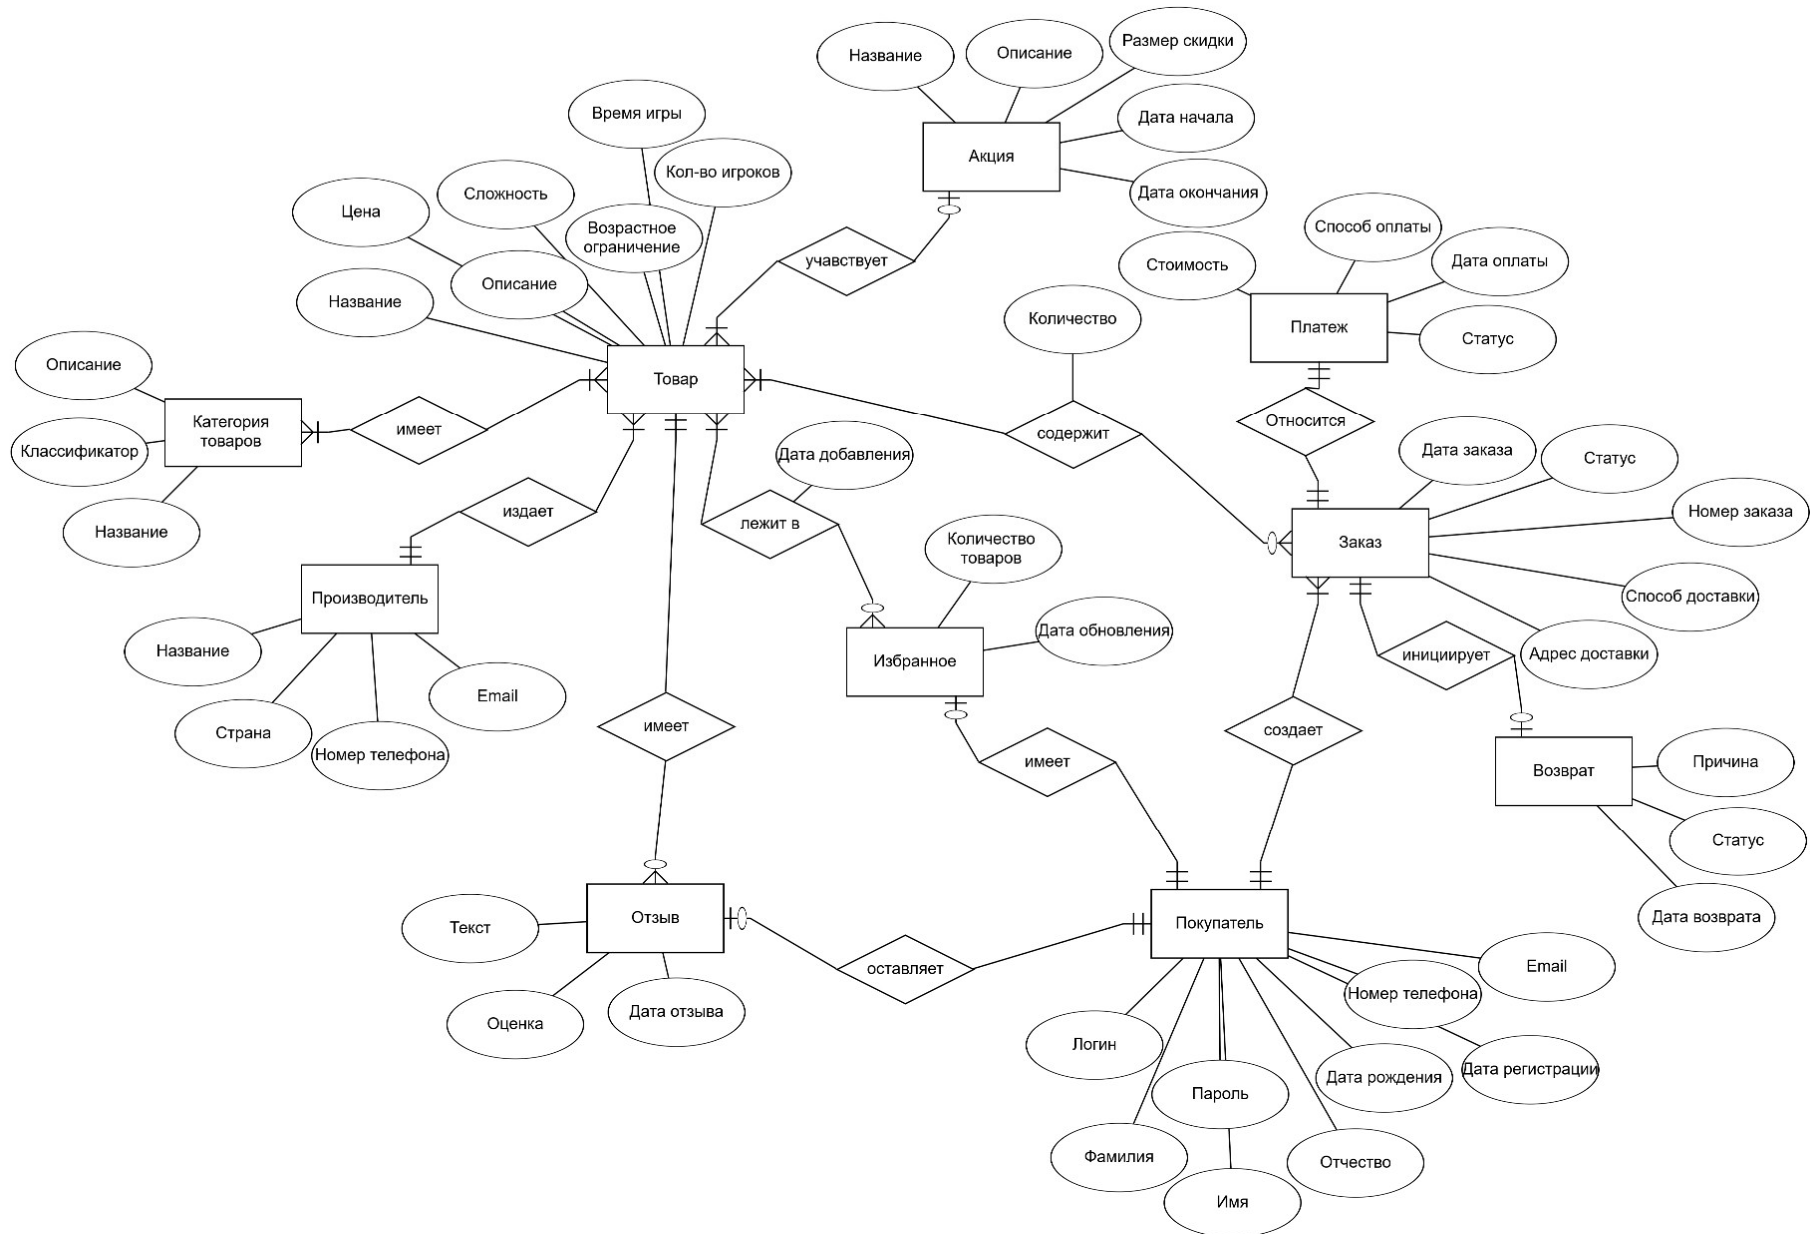 Название
Описание
Размер скидки
Дата начала
Дата окончания
Акция
Время игры
Кол-во игроков
Сложность
Цена
Возрастное
ограничение
Описание
Название
учавствует
Способ оплаты
Стоимость
Дата оплаты
Платеж
Статус
Количество
Товар
Описание
Категория
товаров
Классификатор
Название
имеет
содержит
Относится
Дата заказа
Статус
Номер заказа
Способ доставки
Адрес доставки
Заказ
издает
Дата добавления
лежит в
Количество
товаров
Дата обновления
Избранное
Производитель
Название
Страна
Номер телефона
Email
имеет
имеет
создает
инициирует
Возврат
Причина
Статус
Дата возврата
Отзыв
Текст
Оценка
Дата отзыва
оставляет
Покупатель
Email
Номер телефона
Дата регистрации
Дата рождения
Логин
Пароль
Фамилия
Имя
Отчество